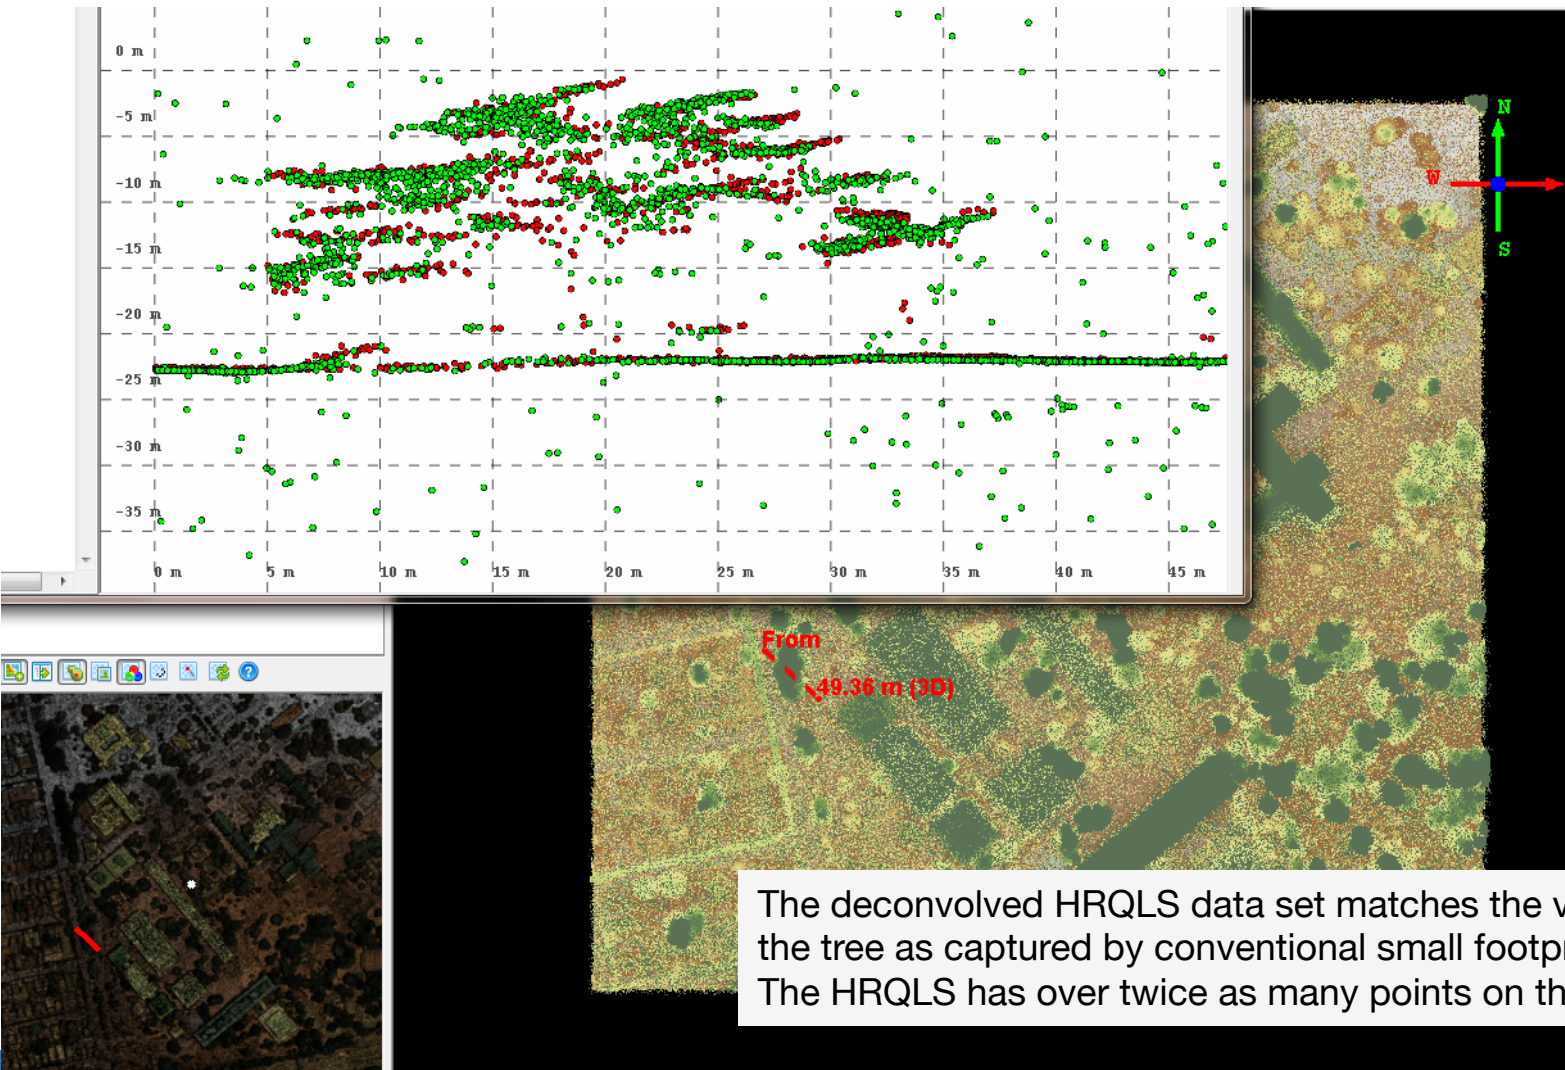 0 m
-5 m
-10 m
-15 m
-20 m
-25 m
-30 m
-35 m
0 m 5 m 10 m 15 m 20 m 25 m 30 m 35 m 40 m 45 m
N
W
S
From
49.36 m (3D)
The deconvolved HRQLS data set matches the
the tree as captured by conventional small
The HRQLS has over twice as many points on